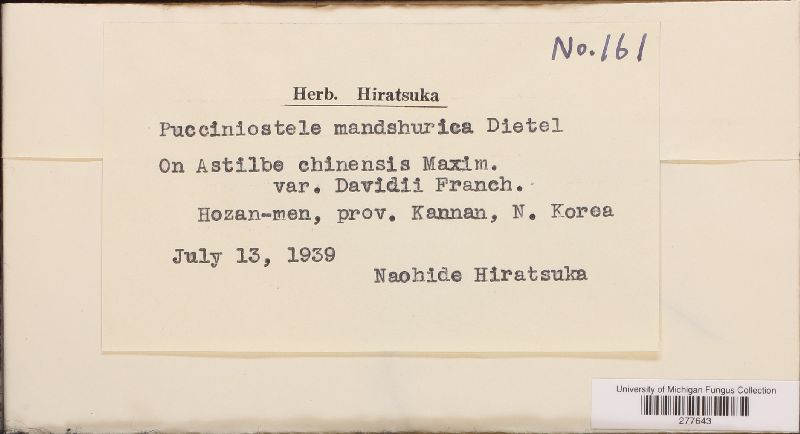 No. 161
Herb. Hiratsuka
Pucciniostele mandshurica Dietel
On Astilbe chinensis Maxim.
var. Davidii Franch.
Hozan-men, prov. Kannan, N. Korea
July 13, 1939
Naohide Hiratsuka
University of Michigan Fungus Collection
277643